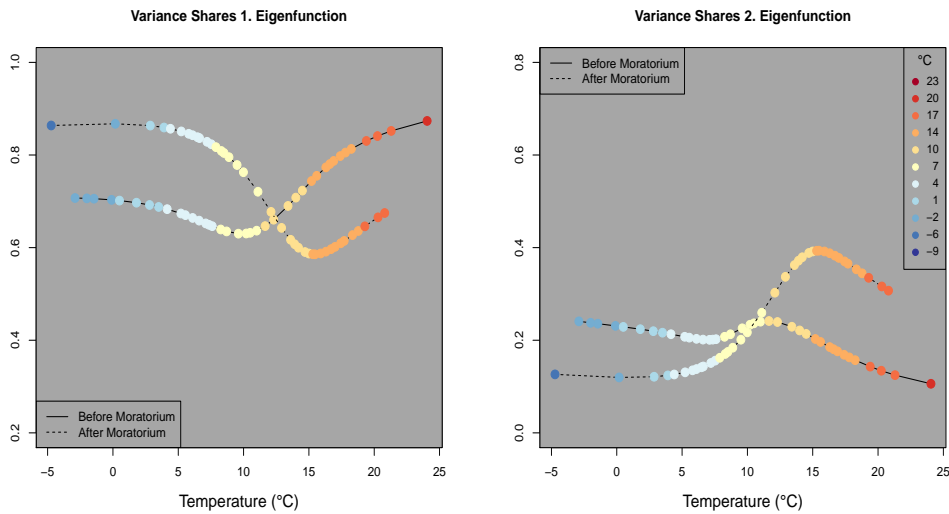 Variance Shares 1. Eigenfunction
1.0
0.8
0.6
0.4
0.2
Before Moratorium
After Moratorium
−5 0 5 10 15 20 25
Temperature (°C)
Variance Shares 2. Eigenfunction
0.8
0.6
0.4
0.2
0.0
Before Moratorium
After Moratorium
°C
23
20
17
14
10
7
4
1
−2
−6
−9
−5 0 5 10 15 20 25
Temperature (°C)